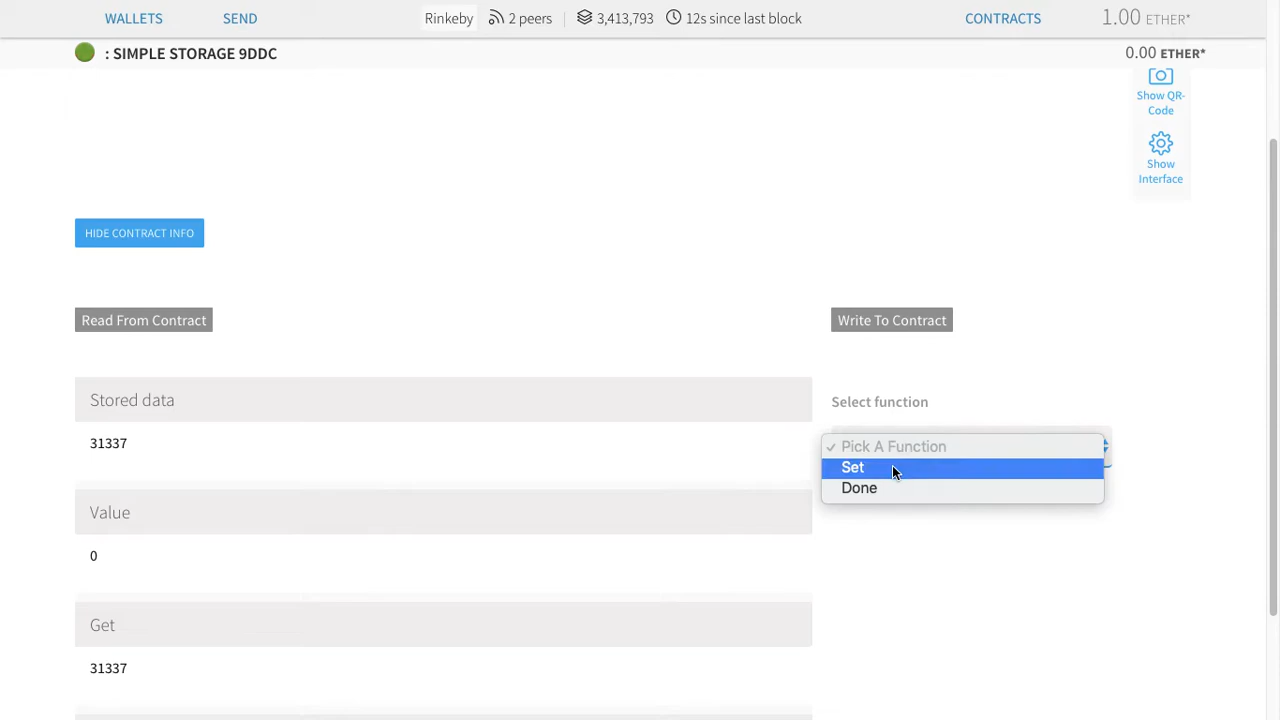 WALLETS SEND Rinkeby 2 peers 3,413,793 12s since last block CONTRACTS 1.00 ETHER*
: SIMPLE STORAGE 9DDC 0.00 ETHER*
Show QR-
Code
Show
Interface
HIDE CONTRACT INFO
Read From Contract
Write To Contract
Stored data
31337
Value
0
Get
31337
Select function
✓ Pick A Function
Set
Done